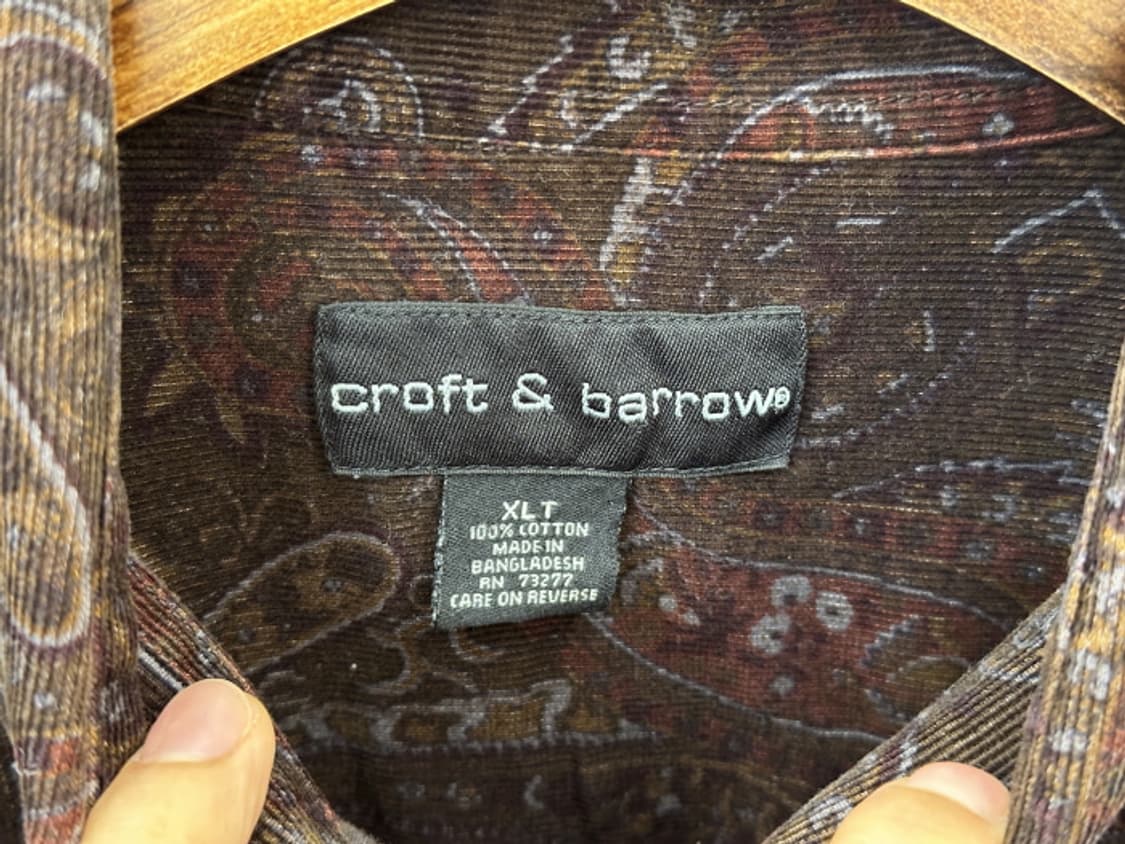 croft & barrow®
XLT
100% COTTON
MADE IN
BANGLADESH
RN 73277
CARE ON REVERSE